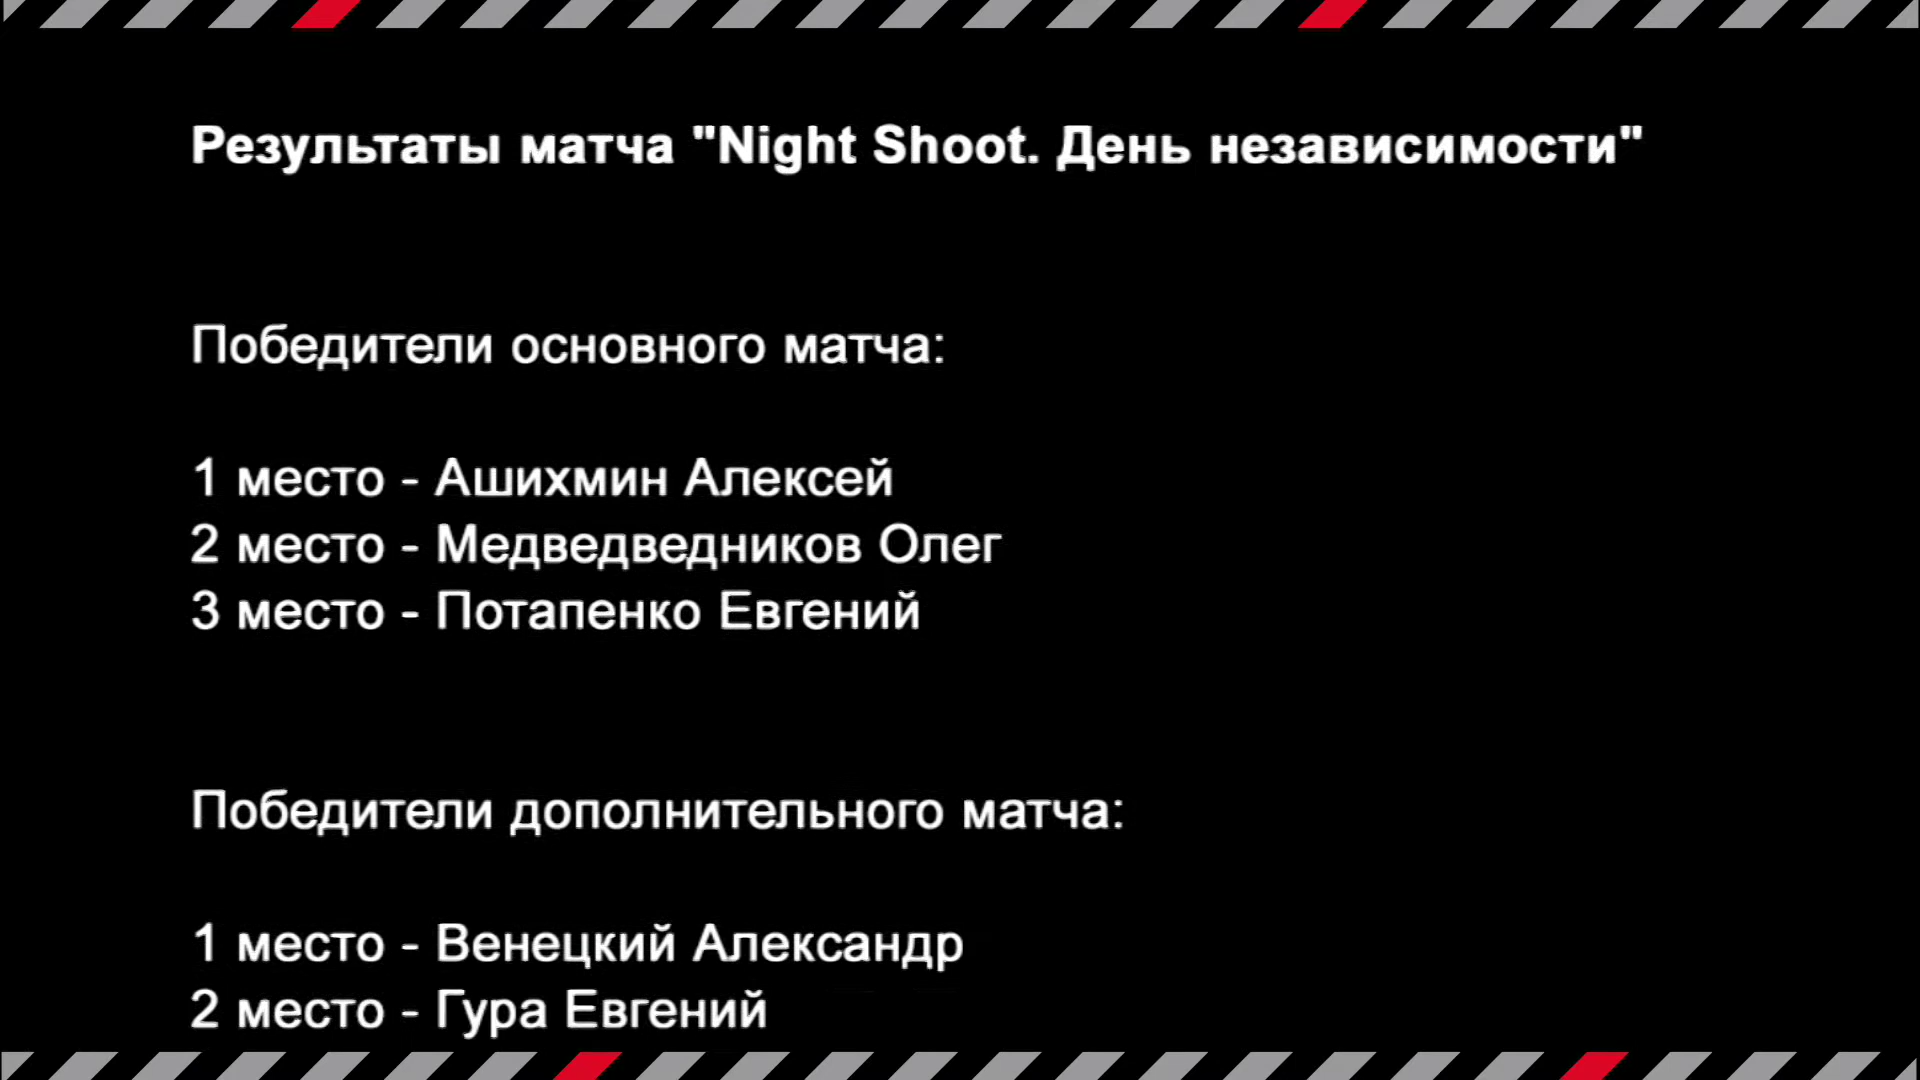 Результаты матча "Night Shoot. День независимости"
Победители основного матча:
1 место - Ашихмин Алексей
2 место - Медведведников Олег
3 место - Потапенко Евгений
Победители дополнительного матча:
1 место - Венецкий Александр
2 место - Гура Евгений